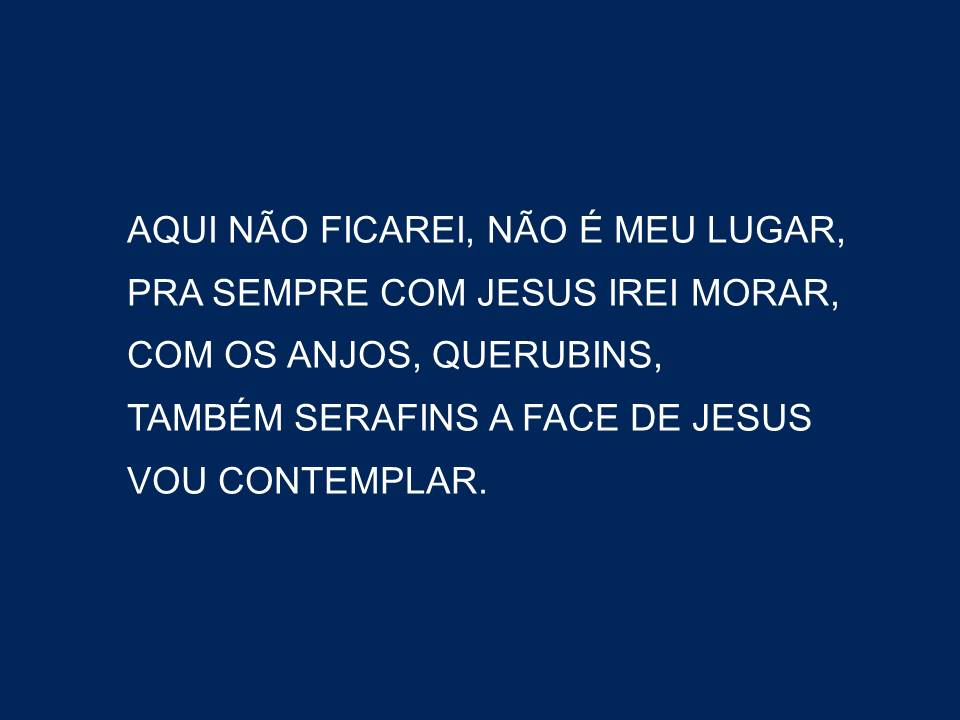 AQUI NÃO FICAREI, NÃO É MEU LUGAR,
PRA SEMPRE COM JESUS IREI MORAR,
COM OS ANJOS, QUERUBINS,
TAMBÉM SERAFINS A FACE DE JESUS
VOU CONTEMPLAR.